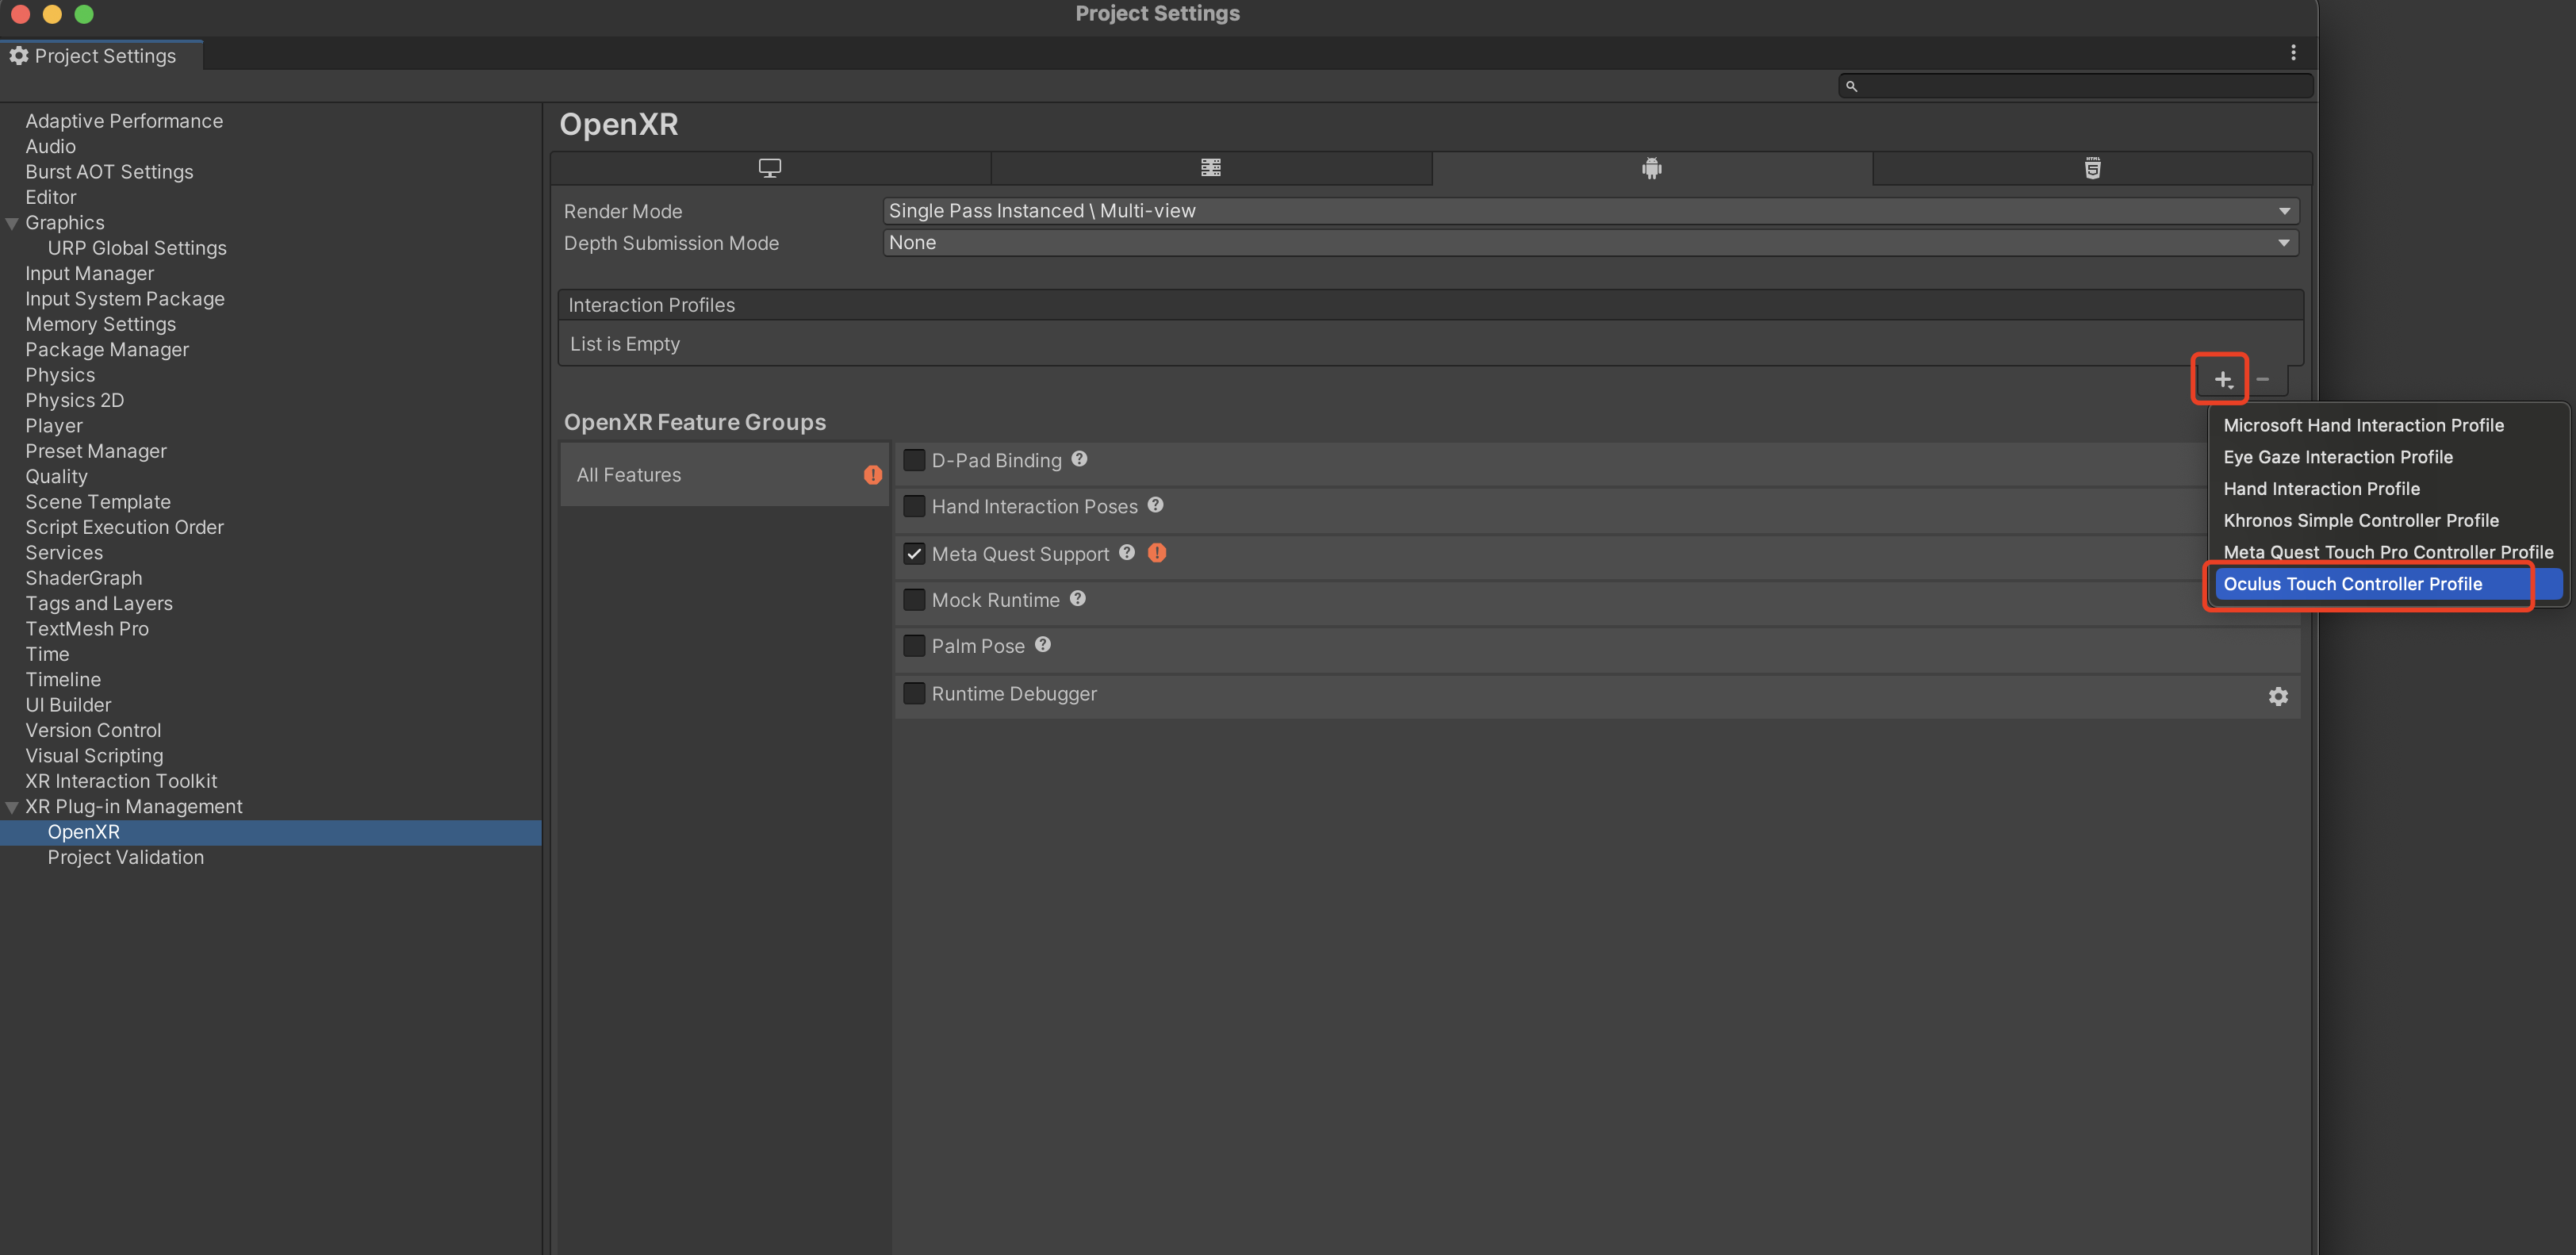 Project Settings
Project Settings
Adaptive Performance
Audio
Burst AOT Settings
Editor
Graphics
URP Global Settings
Input Manager
Input System Package
Memory Settings
Package Manager
Physics
Physics 2D
Player
Preset Manager
Quality
Scene Template
Script Execution Order
Services
ShaderGraph
Tags and Layers
TextMesh Pro
Time
Timeline
UI Builder
Version Control
Visual Scripting
XR Interaction Toolkit
XR Plug-in Management
OpenXR
Project Validation
OpenXR
HTML
5
Render Mode
Single Pass Instanced \ Multi-view
Depth Submission Mode
None
Interaction Profiles
List is Empty
OpenXR Feature Groups
All Features
D-Pad Binding
Hand Interaction Poses
Meta Quest Support
Mock Runtime
Palm Pose
Runtime Debugger
Microsoft Hand Interaction Profile
Eye Gaze Interaction Profile
Hand Interaction Profile
Khronos Simple Controller Profile
Meta Quest Touch Pro Controller Profile
Oculus Touch Controller Profile